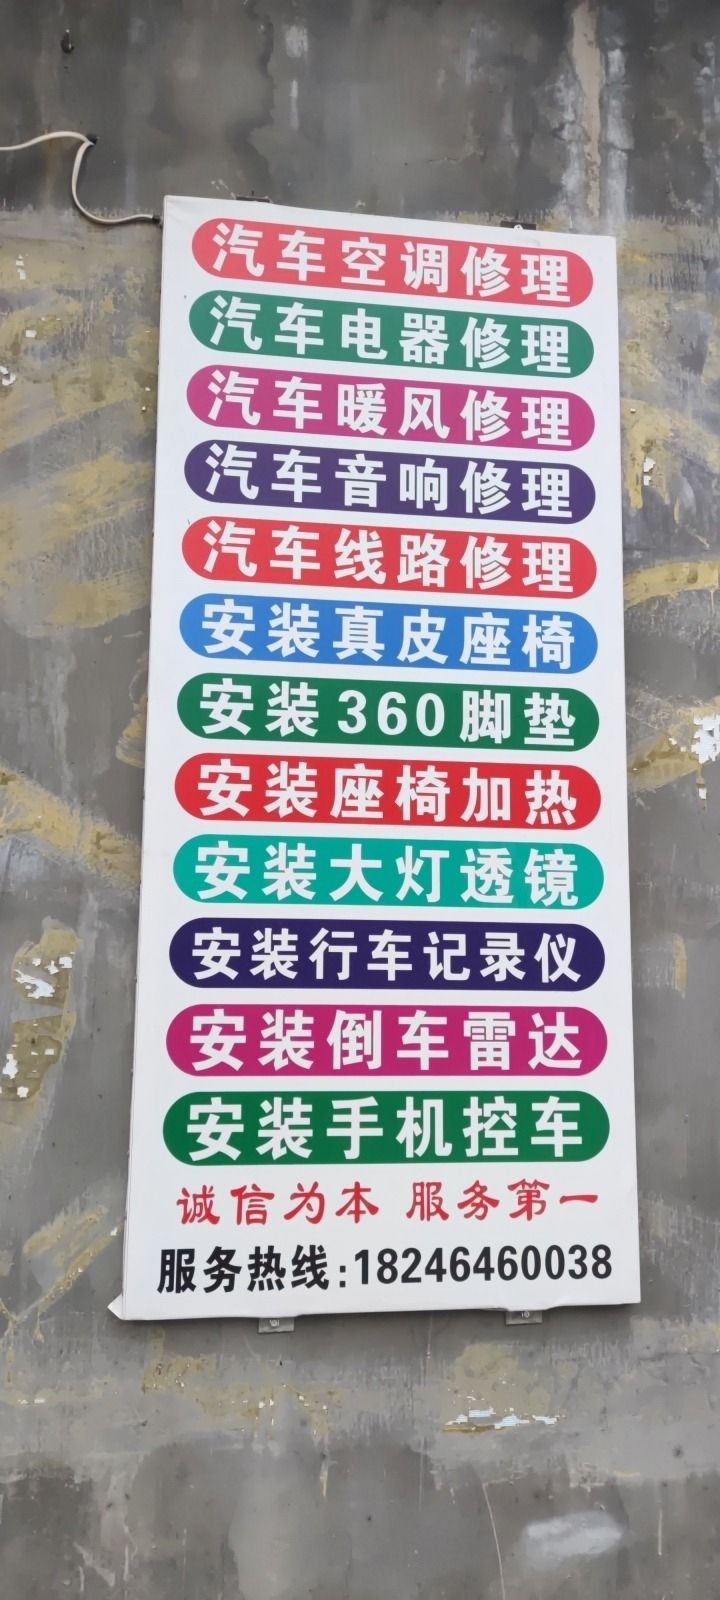 汽车空调修理
汽车电器修理
汽车暖风修理
汽车音响修理
汽车线路修理
安装真皮座椅
安装360脚垫
安装座椅加热
安装大灯透镜
安装行车记录仪
安装倒车雷达
安装手机控车
诚信为本 服务第一
服务热线:18246460038